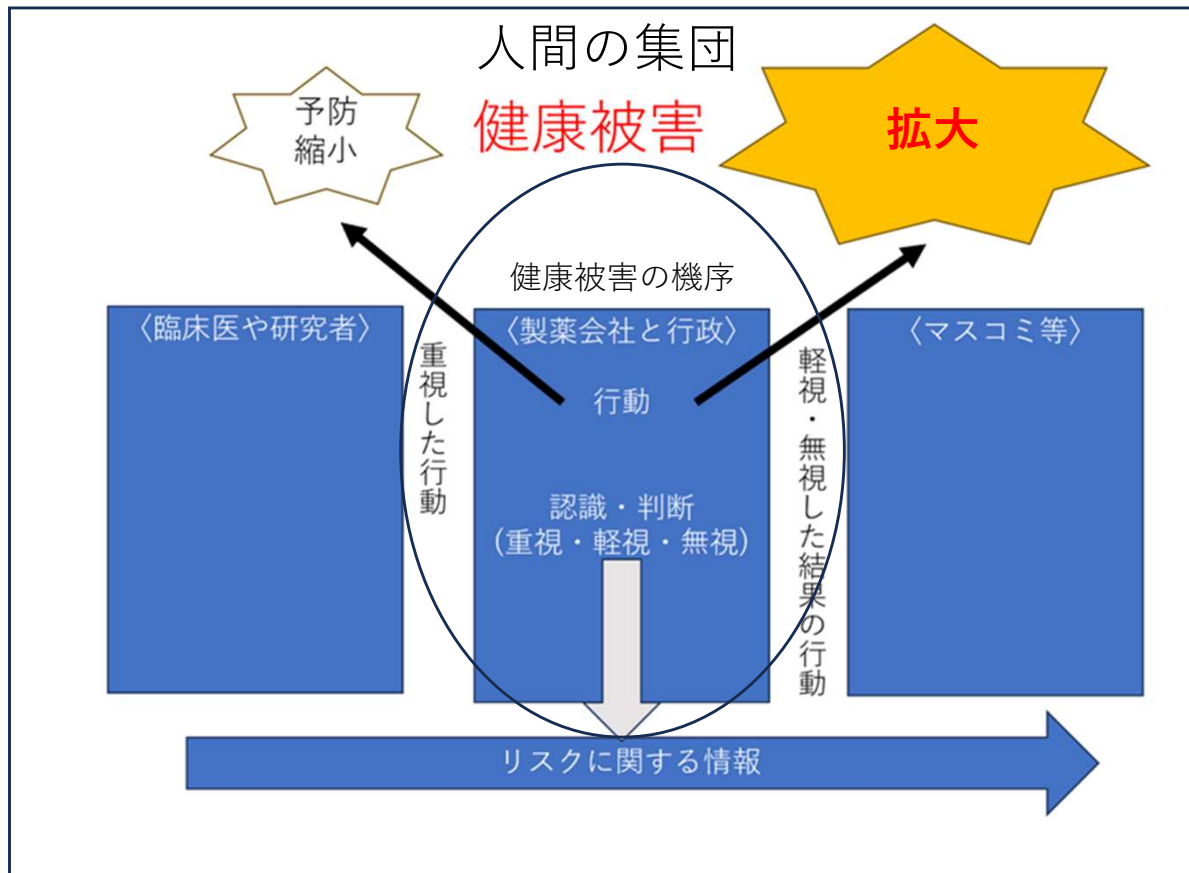 人間の集団
予防
縮小
健康被害
拡大
健康被害の機序
〈臨床医や研究者〉
〈製薬会社と行政〉
〈マスコミ等〉
重視した行動
行動
軽視・無視した結果の行動
認識・判断
(重視・軽視・無視)
リスクに関する情報